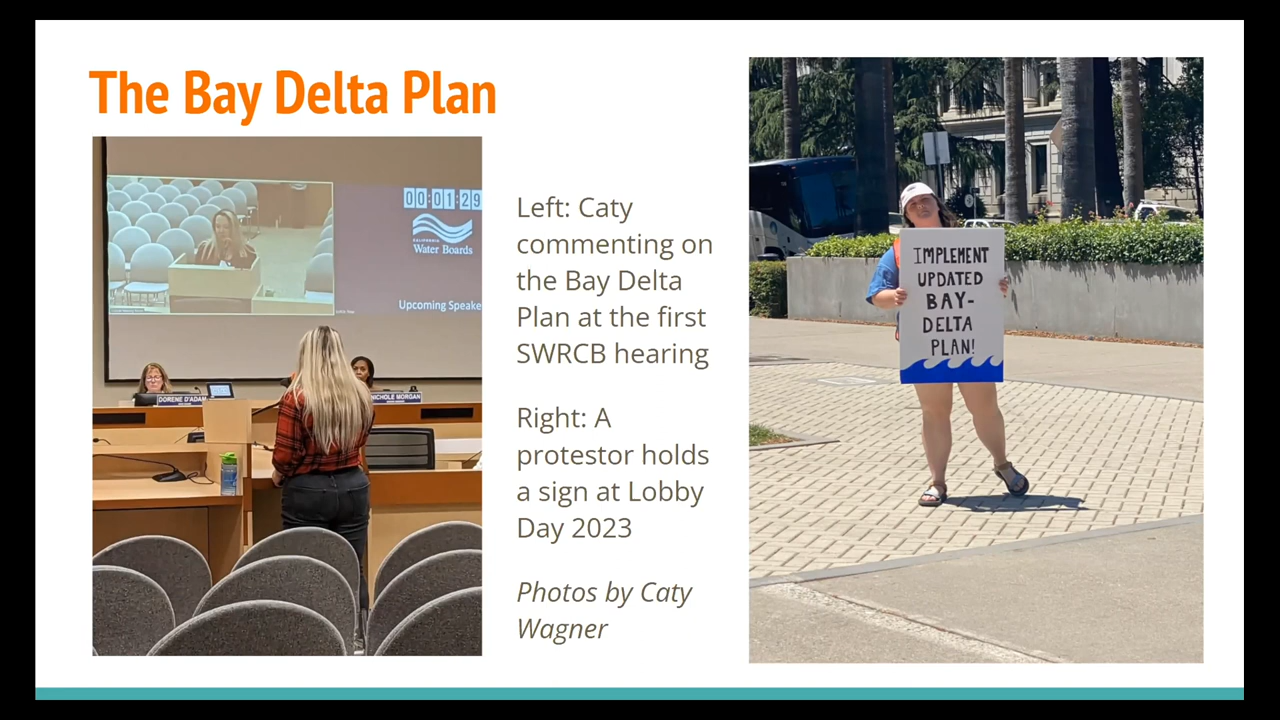 The Bay Delta Plan
00:01:29
CALIFORNIA
Water Boards
Upcoming Speake
DORENE D'ADAM
NICHOLE MORGAN
Left: Caty
commenting on
the Bay Delta
Plan at the first
SWRCB hearing
Right: A
protestor holds
a sign at Lobby
Day 2023
Photos by Caty
Wagner
IMPLEMENT
UPDATED
BAY-
DELTA
PLAN!